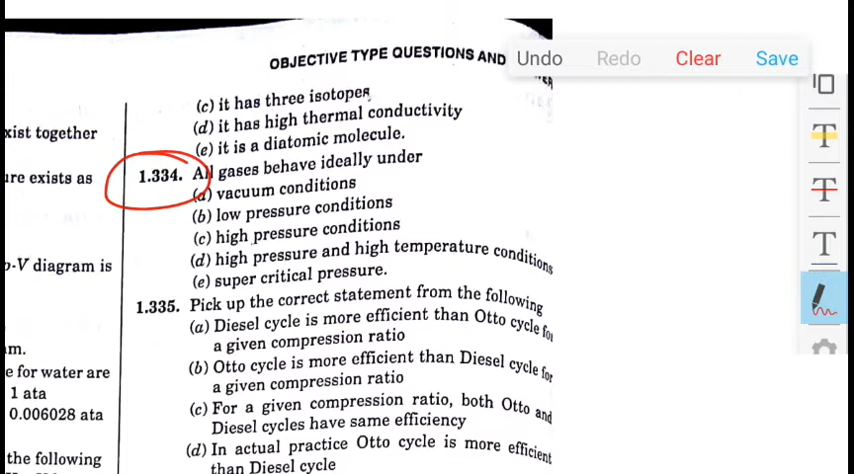 OBJECTIVE TYPE QUESTIONS AND
Undo Redo Clear Save
xist together
are exists as
p-V diagram is
m.
e for water are
1 ata
0.006028 ata
the following
(c) it has three isotopes
(d) it has high thermal conductivity
(e) it is a diatomic molecule.
1.334. All gases behave ideally under
(a) vacuum conditions
(b) low pressure conditions
(c) high pressure conditions
(d) high pressure and high temperature conditions
(e) super critical pressure.
1.335. Pick up the correct statement from the following
(a) Diesel cycle is more efficient than Otto cycle for
a given compression ratio
(b) Otto cycle is more efficient than Diesel cycle for
a given compression ratio
(c) For a given compression ratio, both Otto and
Diesel cycles have same efficiency
(d) In actual practice Otto cycle is more efficient
than Diesel cycle
T
T
T